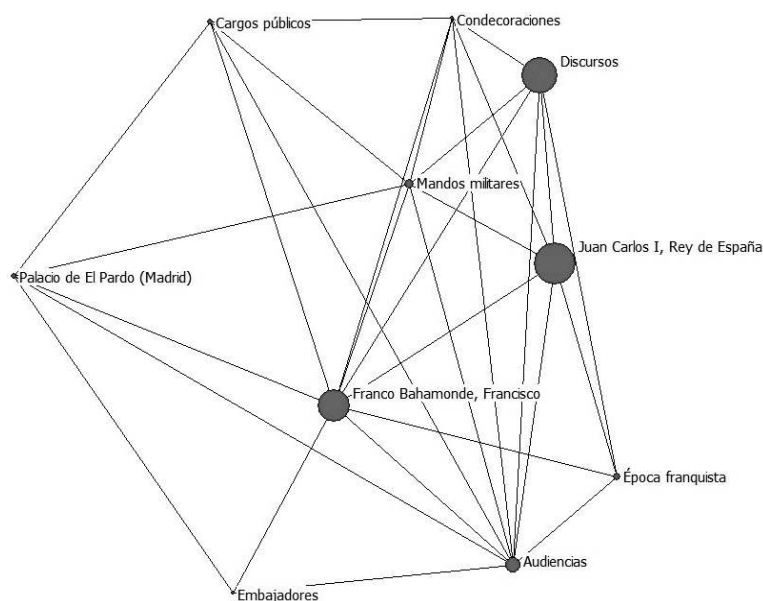 Cargos públicos
Condecoraciones
Discursos
Mandos militares
Juan Carlos I, Rey de España
Palacio de El Pardo (Madrid)
Franco Bahamonde, Francisco
Época franquista
Audiencias
Embajadores